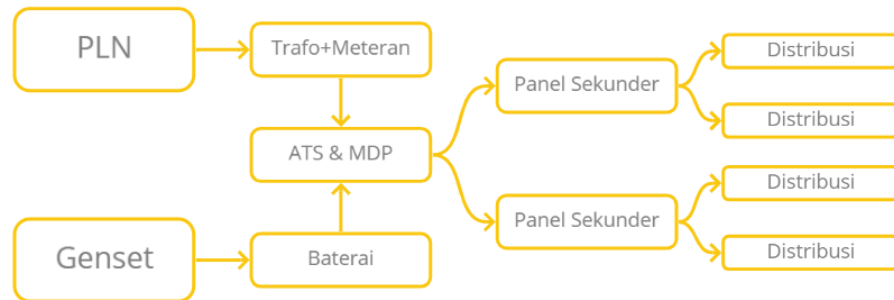 PLN
Trafo+Meteran
ATS & MDP
Genset
Baterai
Panel Sekunder
Distribusi
Distribusi
Panel Sekunder
Distribusi
Distribusi